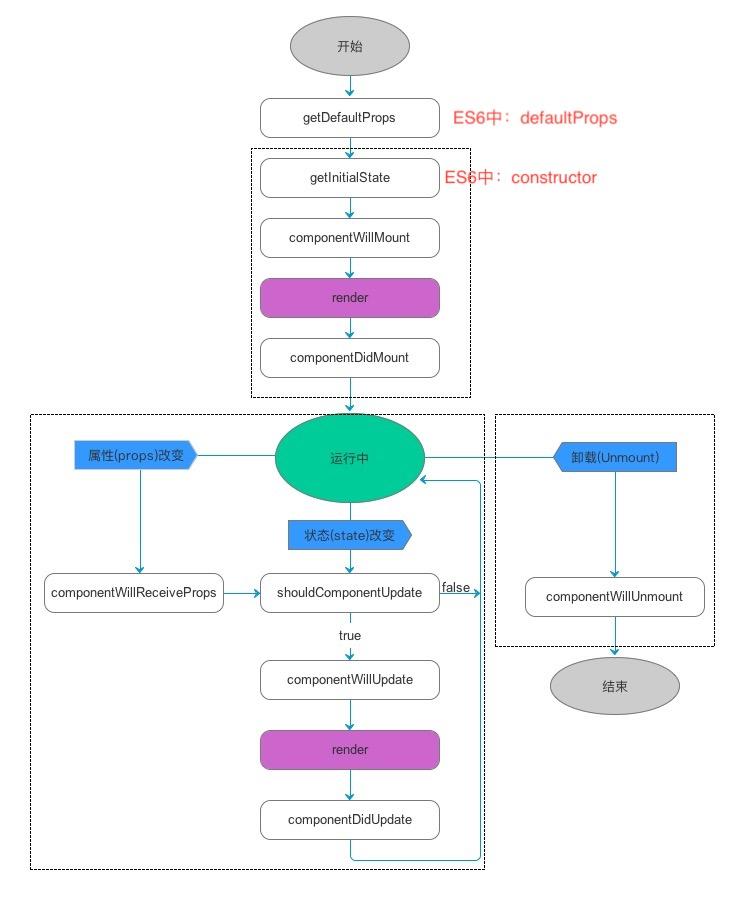 开始
getDefaultProps
ES6中：defaultProps
getInitialState
ES6中：constructor
componentWillMount
render
componentDidMount
属性(props)改变
运行中
卸载(Unmount)
状态(state)改变
componentWillReceiveProps
shouldComponentUpdate
false
componentWillUnmount
true
componentWillUpdate
结束
render
componentDidUpdate